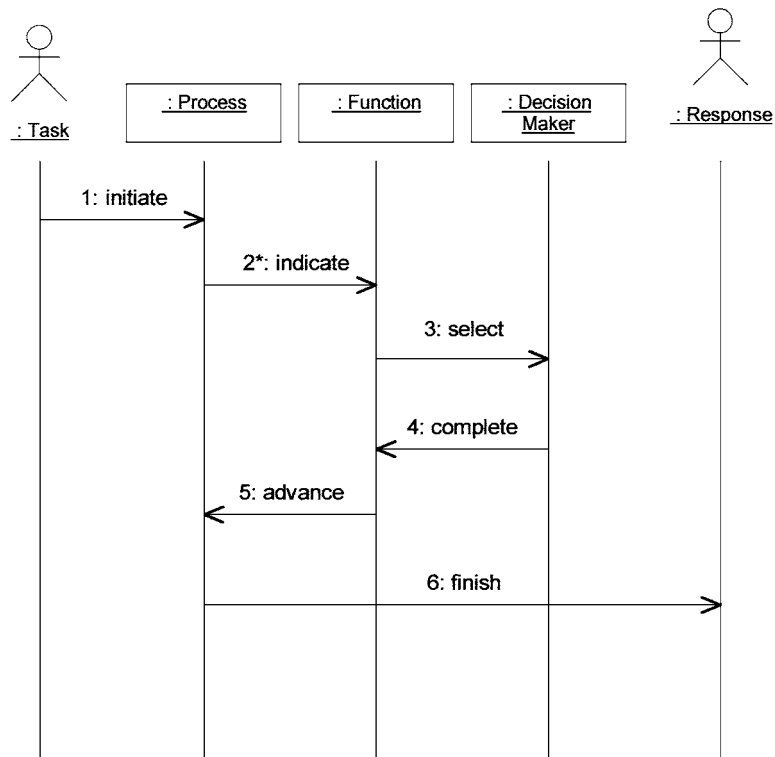 : Task
: Process
: Function
: Decision
Maker
: Response
1: initiate
2*: indicate
3: select
4: complete
5: advance
6: finish